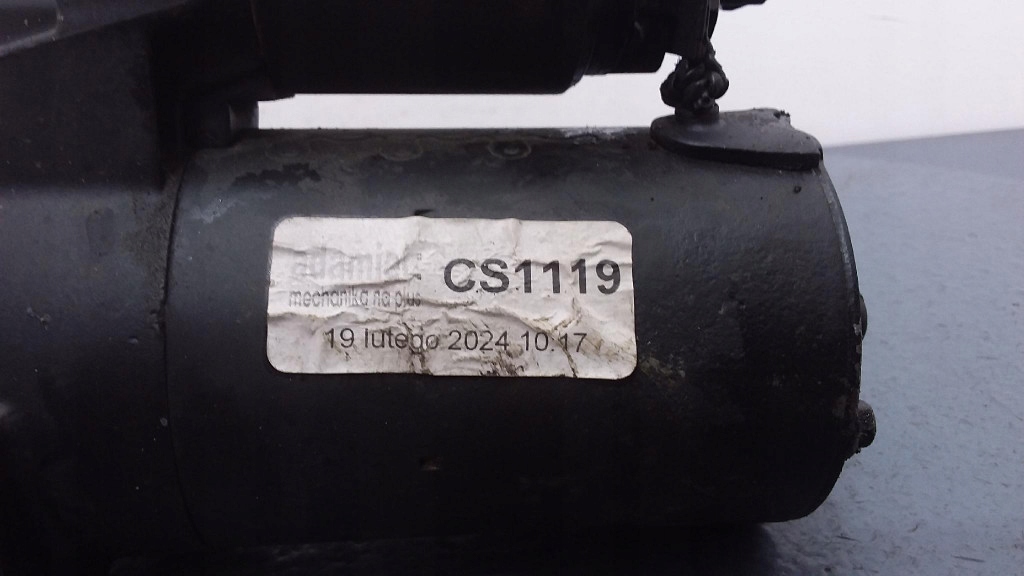 CS1119
mechanika na plus
19 lutego 2024 10.17